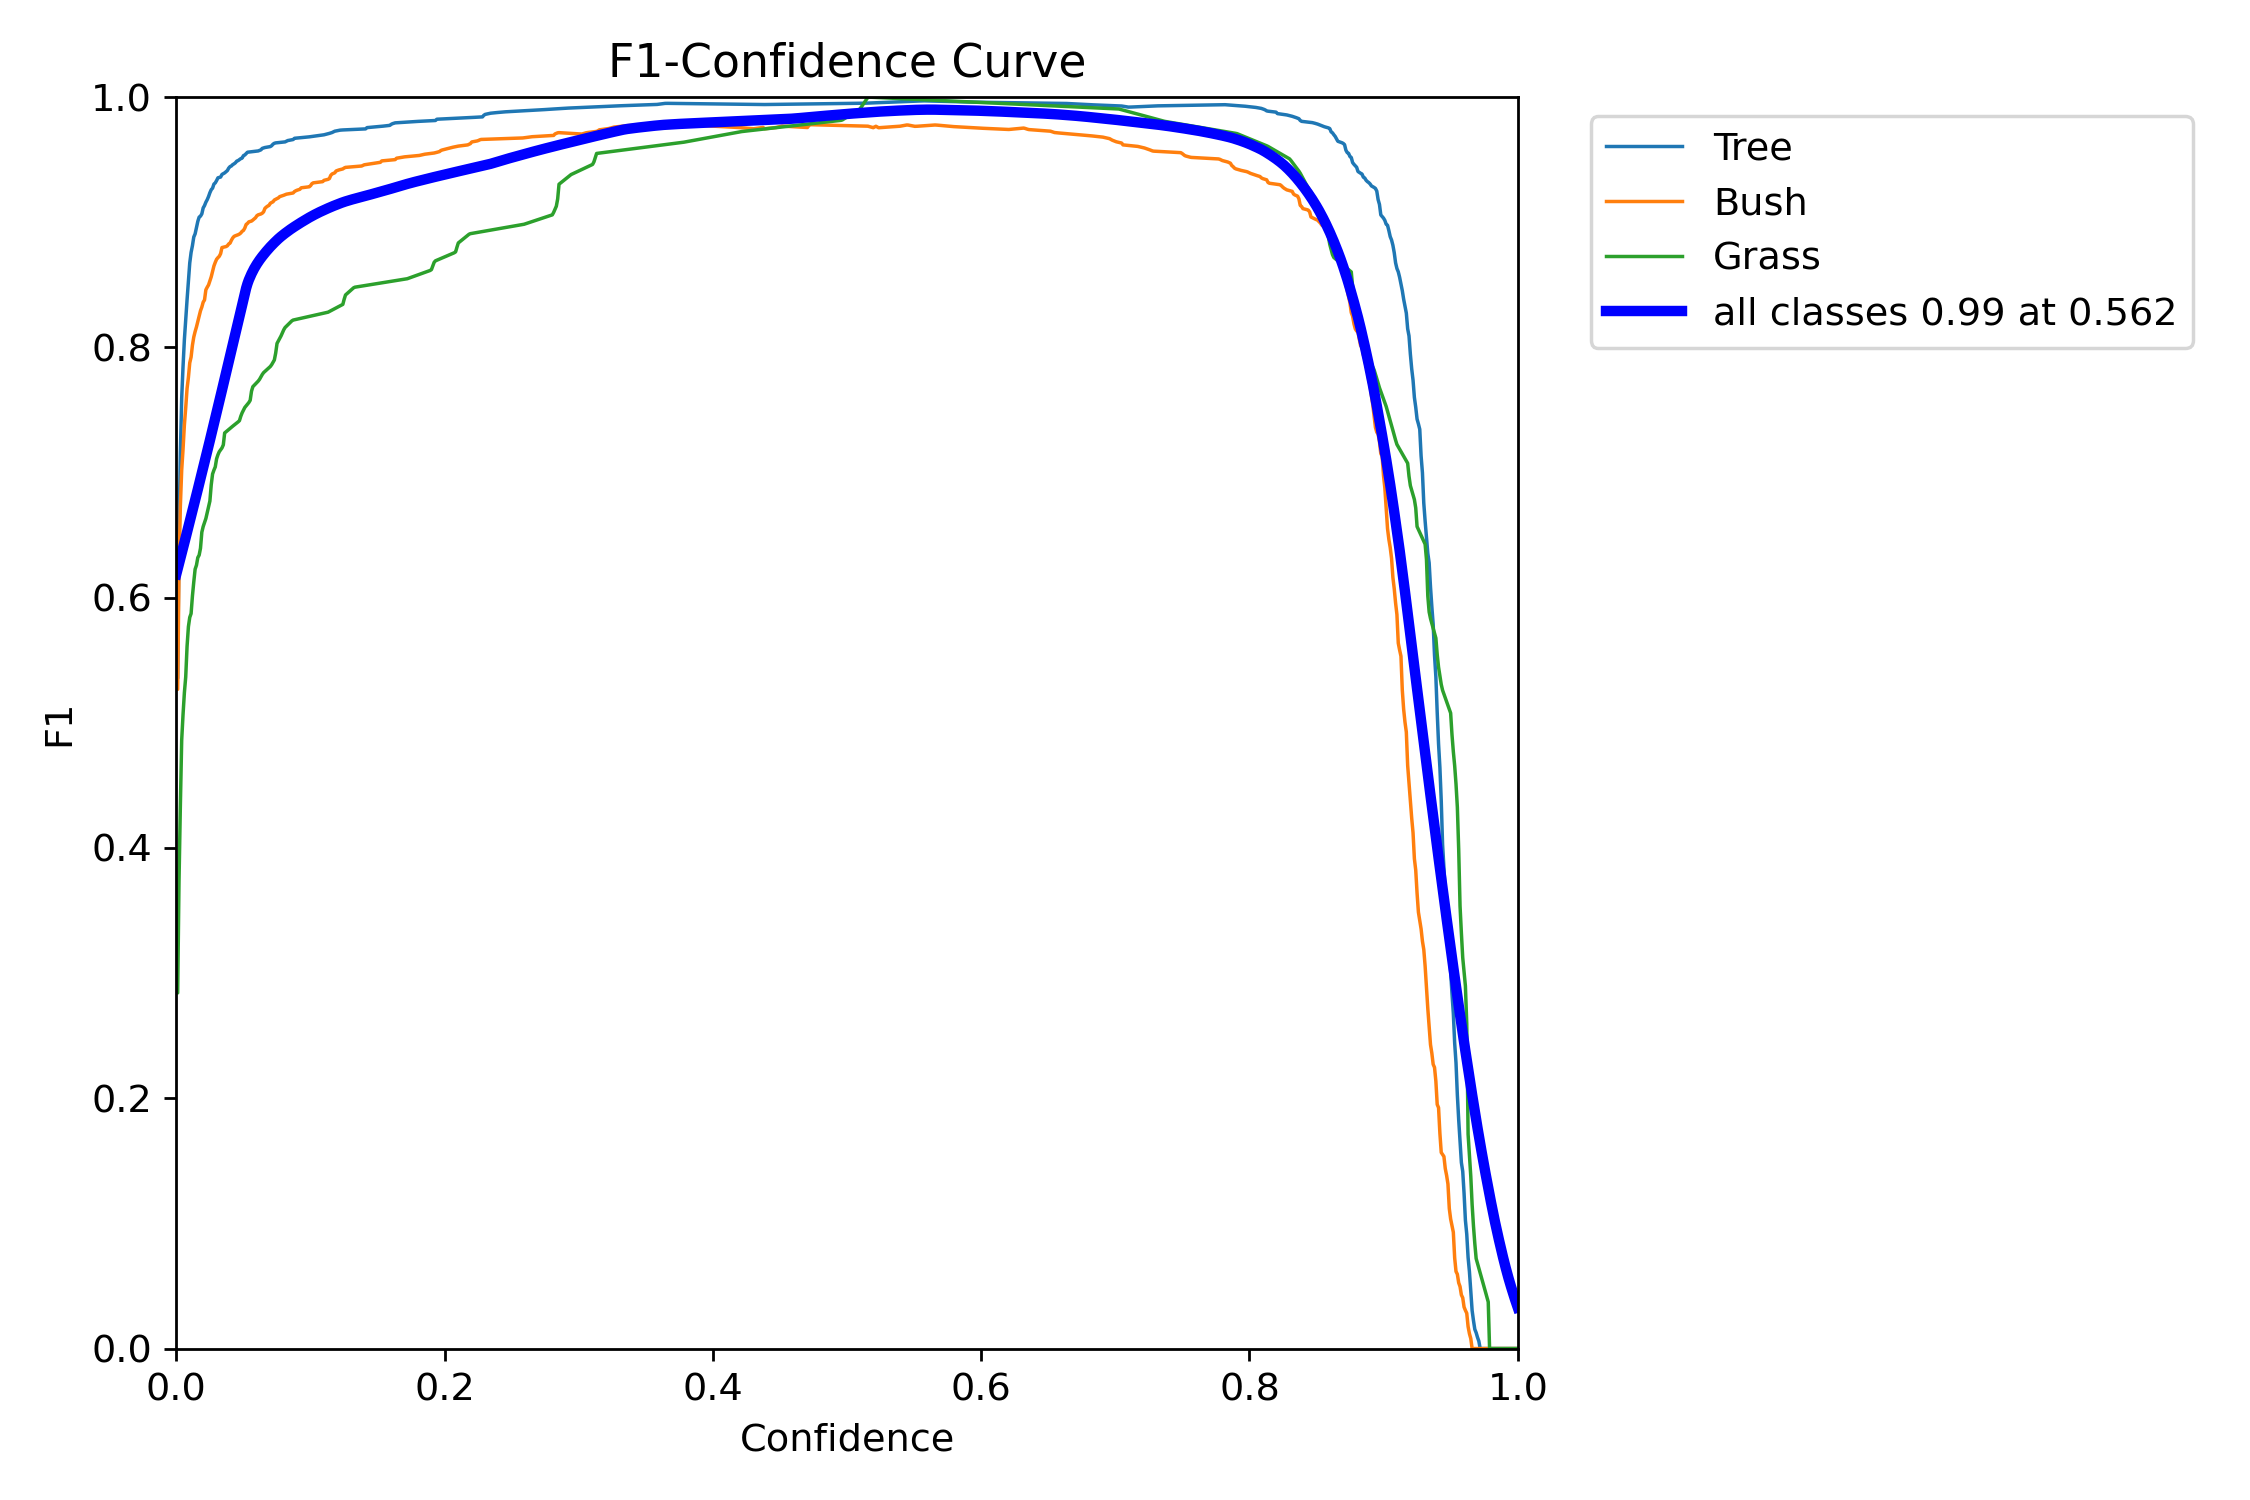 F1-Confidence Curve
1.0
0.8
0.6
0.4
0.2
0.0
F1
0.0 0.2 0.4 0.6 0.8 1.0
Confidence
Tree
Bush
Grass
all classes 0.99 at 0.562